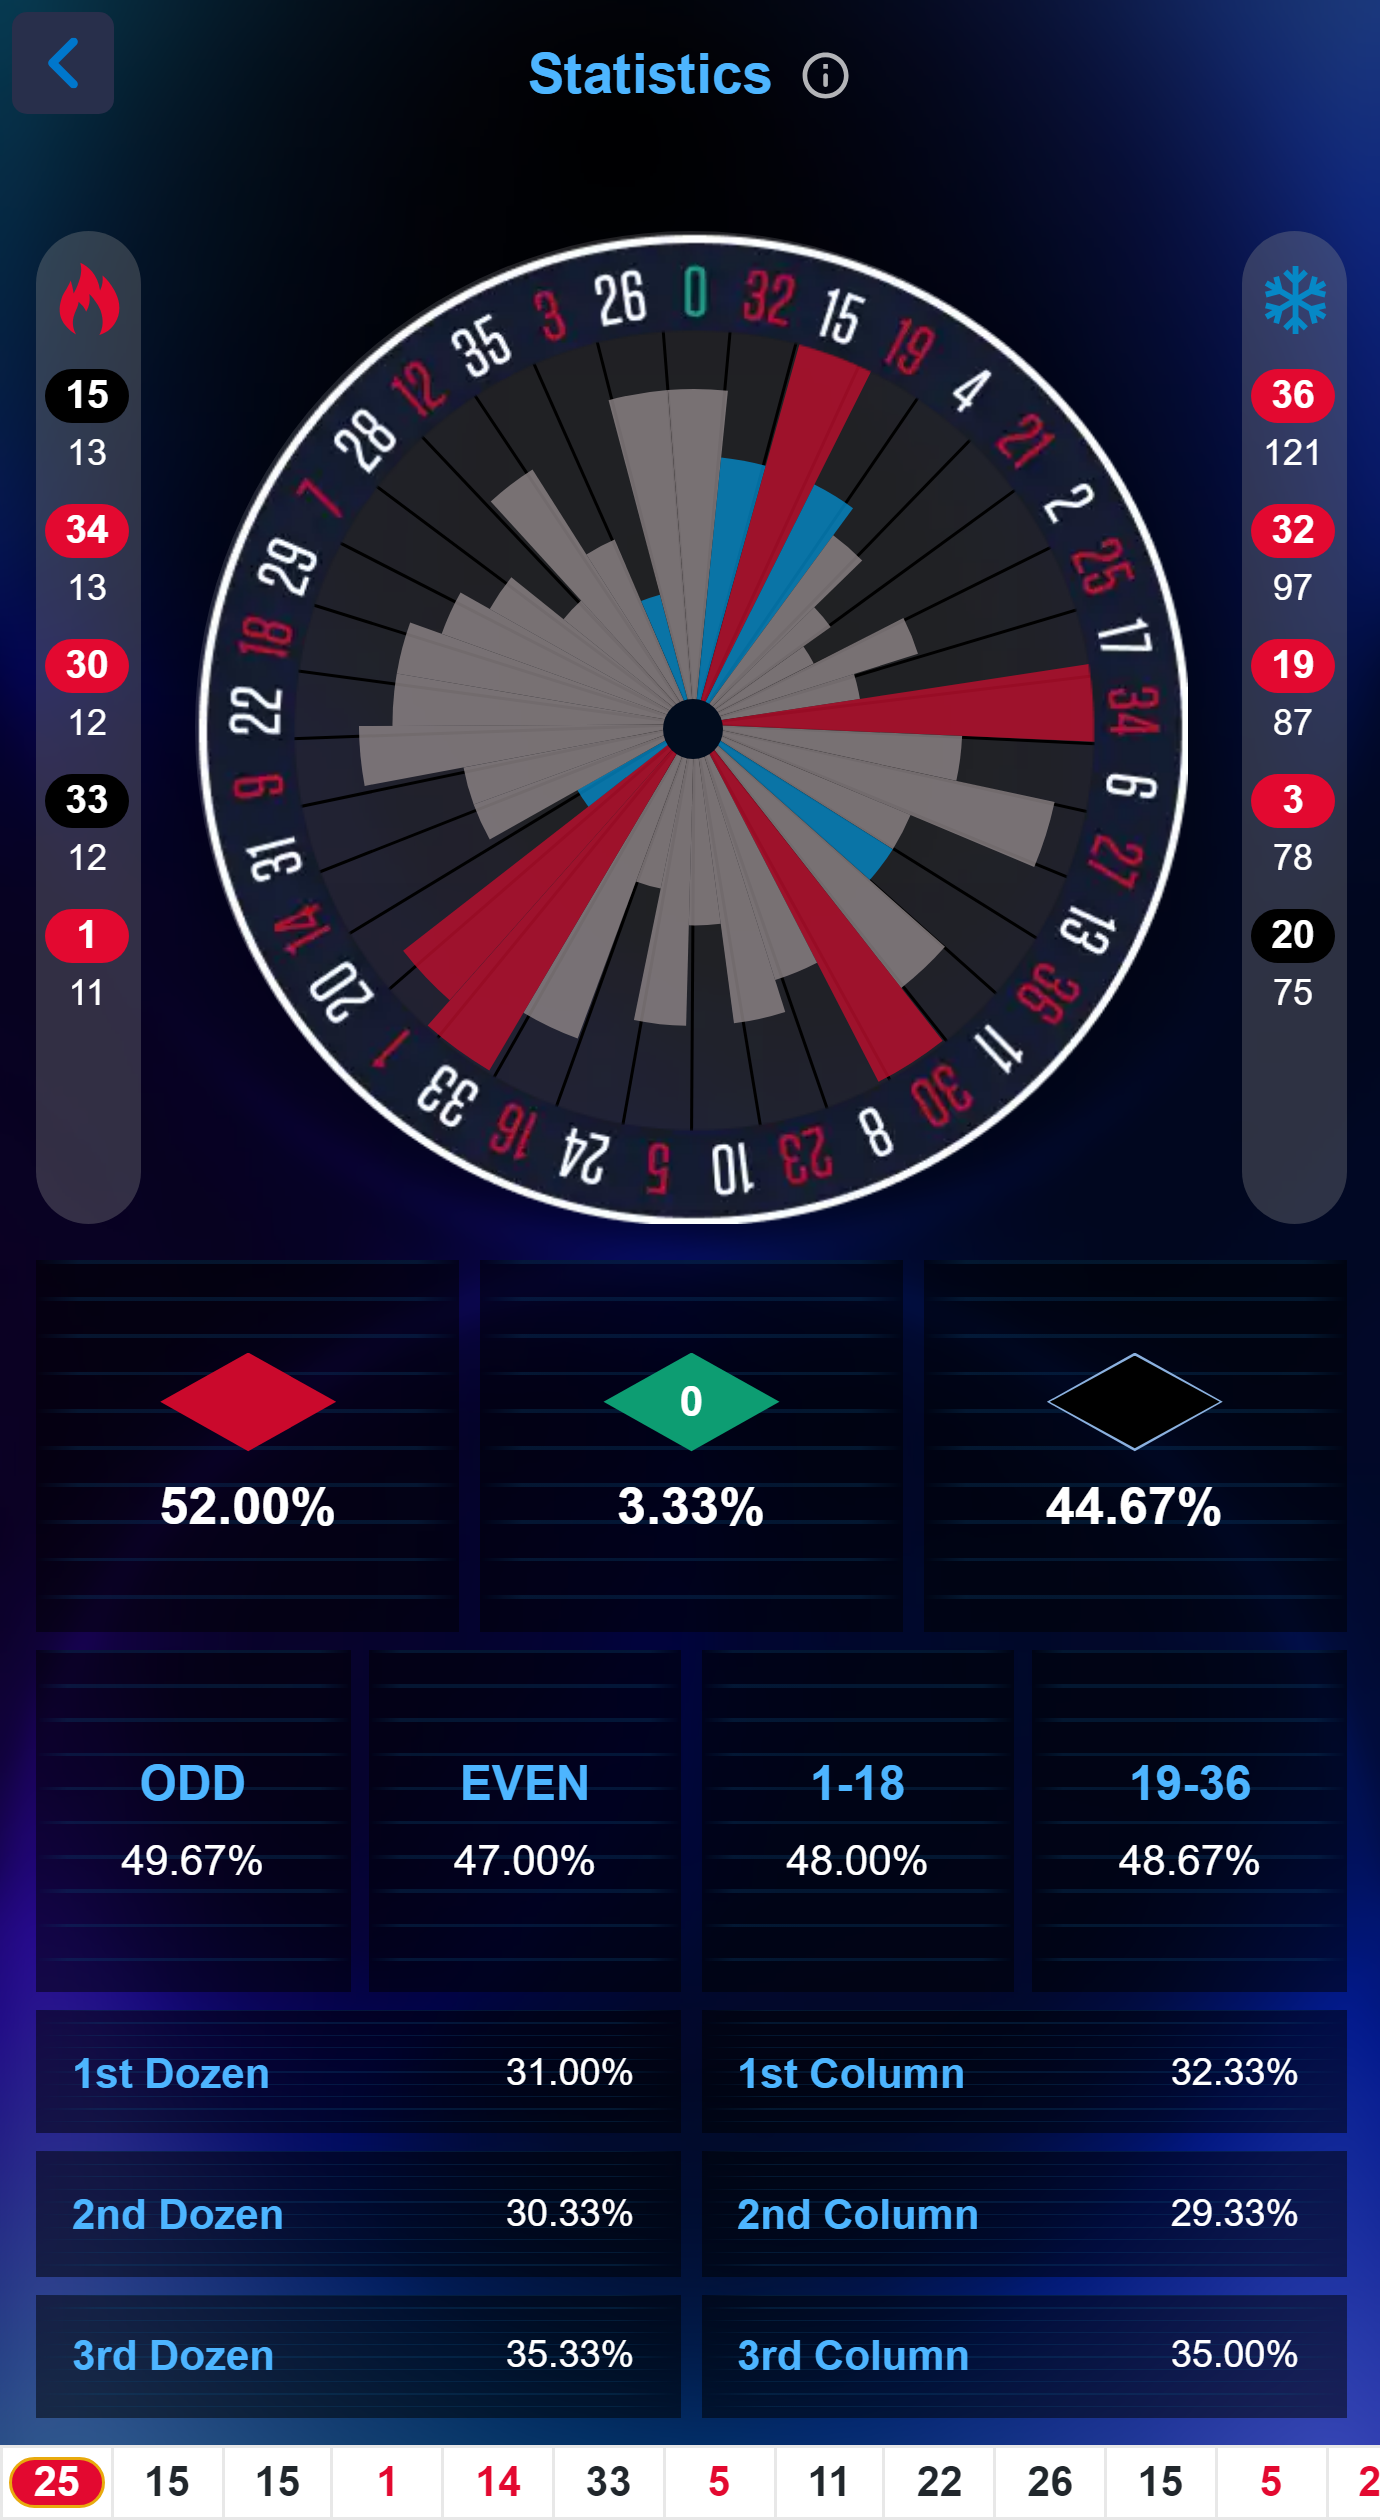 Statistics
0 32 15 19 4 21 2 25 17 34 6 27 13 36 11 30 8 23 10 5 24 16 33 1 20 14 31 9 22 18 29 7 28 12 35 3 26
15
13
34
13
30
12
33
12
1
11
36
121
32
97
19
87
3
78
20
75
0
52.00% 3.33% 44.67%
ODD EVEN 1-18 19-36
49.67% 47.00% 48.00% 48.67%
1st Dozen 31.00% 1st Column 32.33%
2nd Dozen 30.33% 2nd Column 29.33%
3rd Dozen 35.33% 3rd Column 35.00%
25 15 15 1 14 33 5 11 22 26 15 5